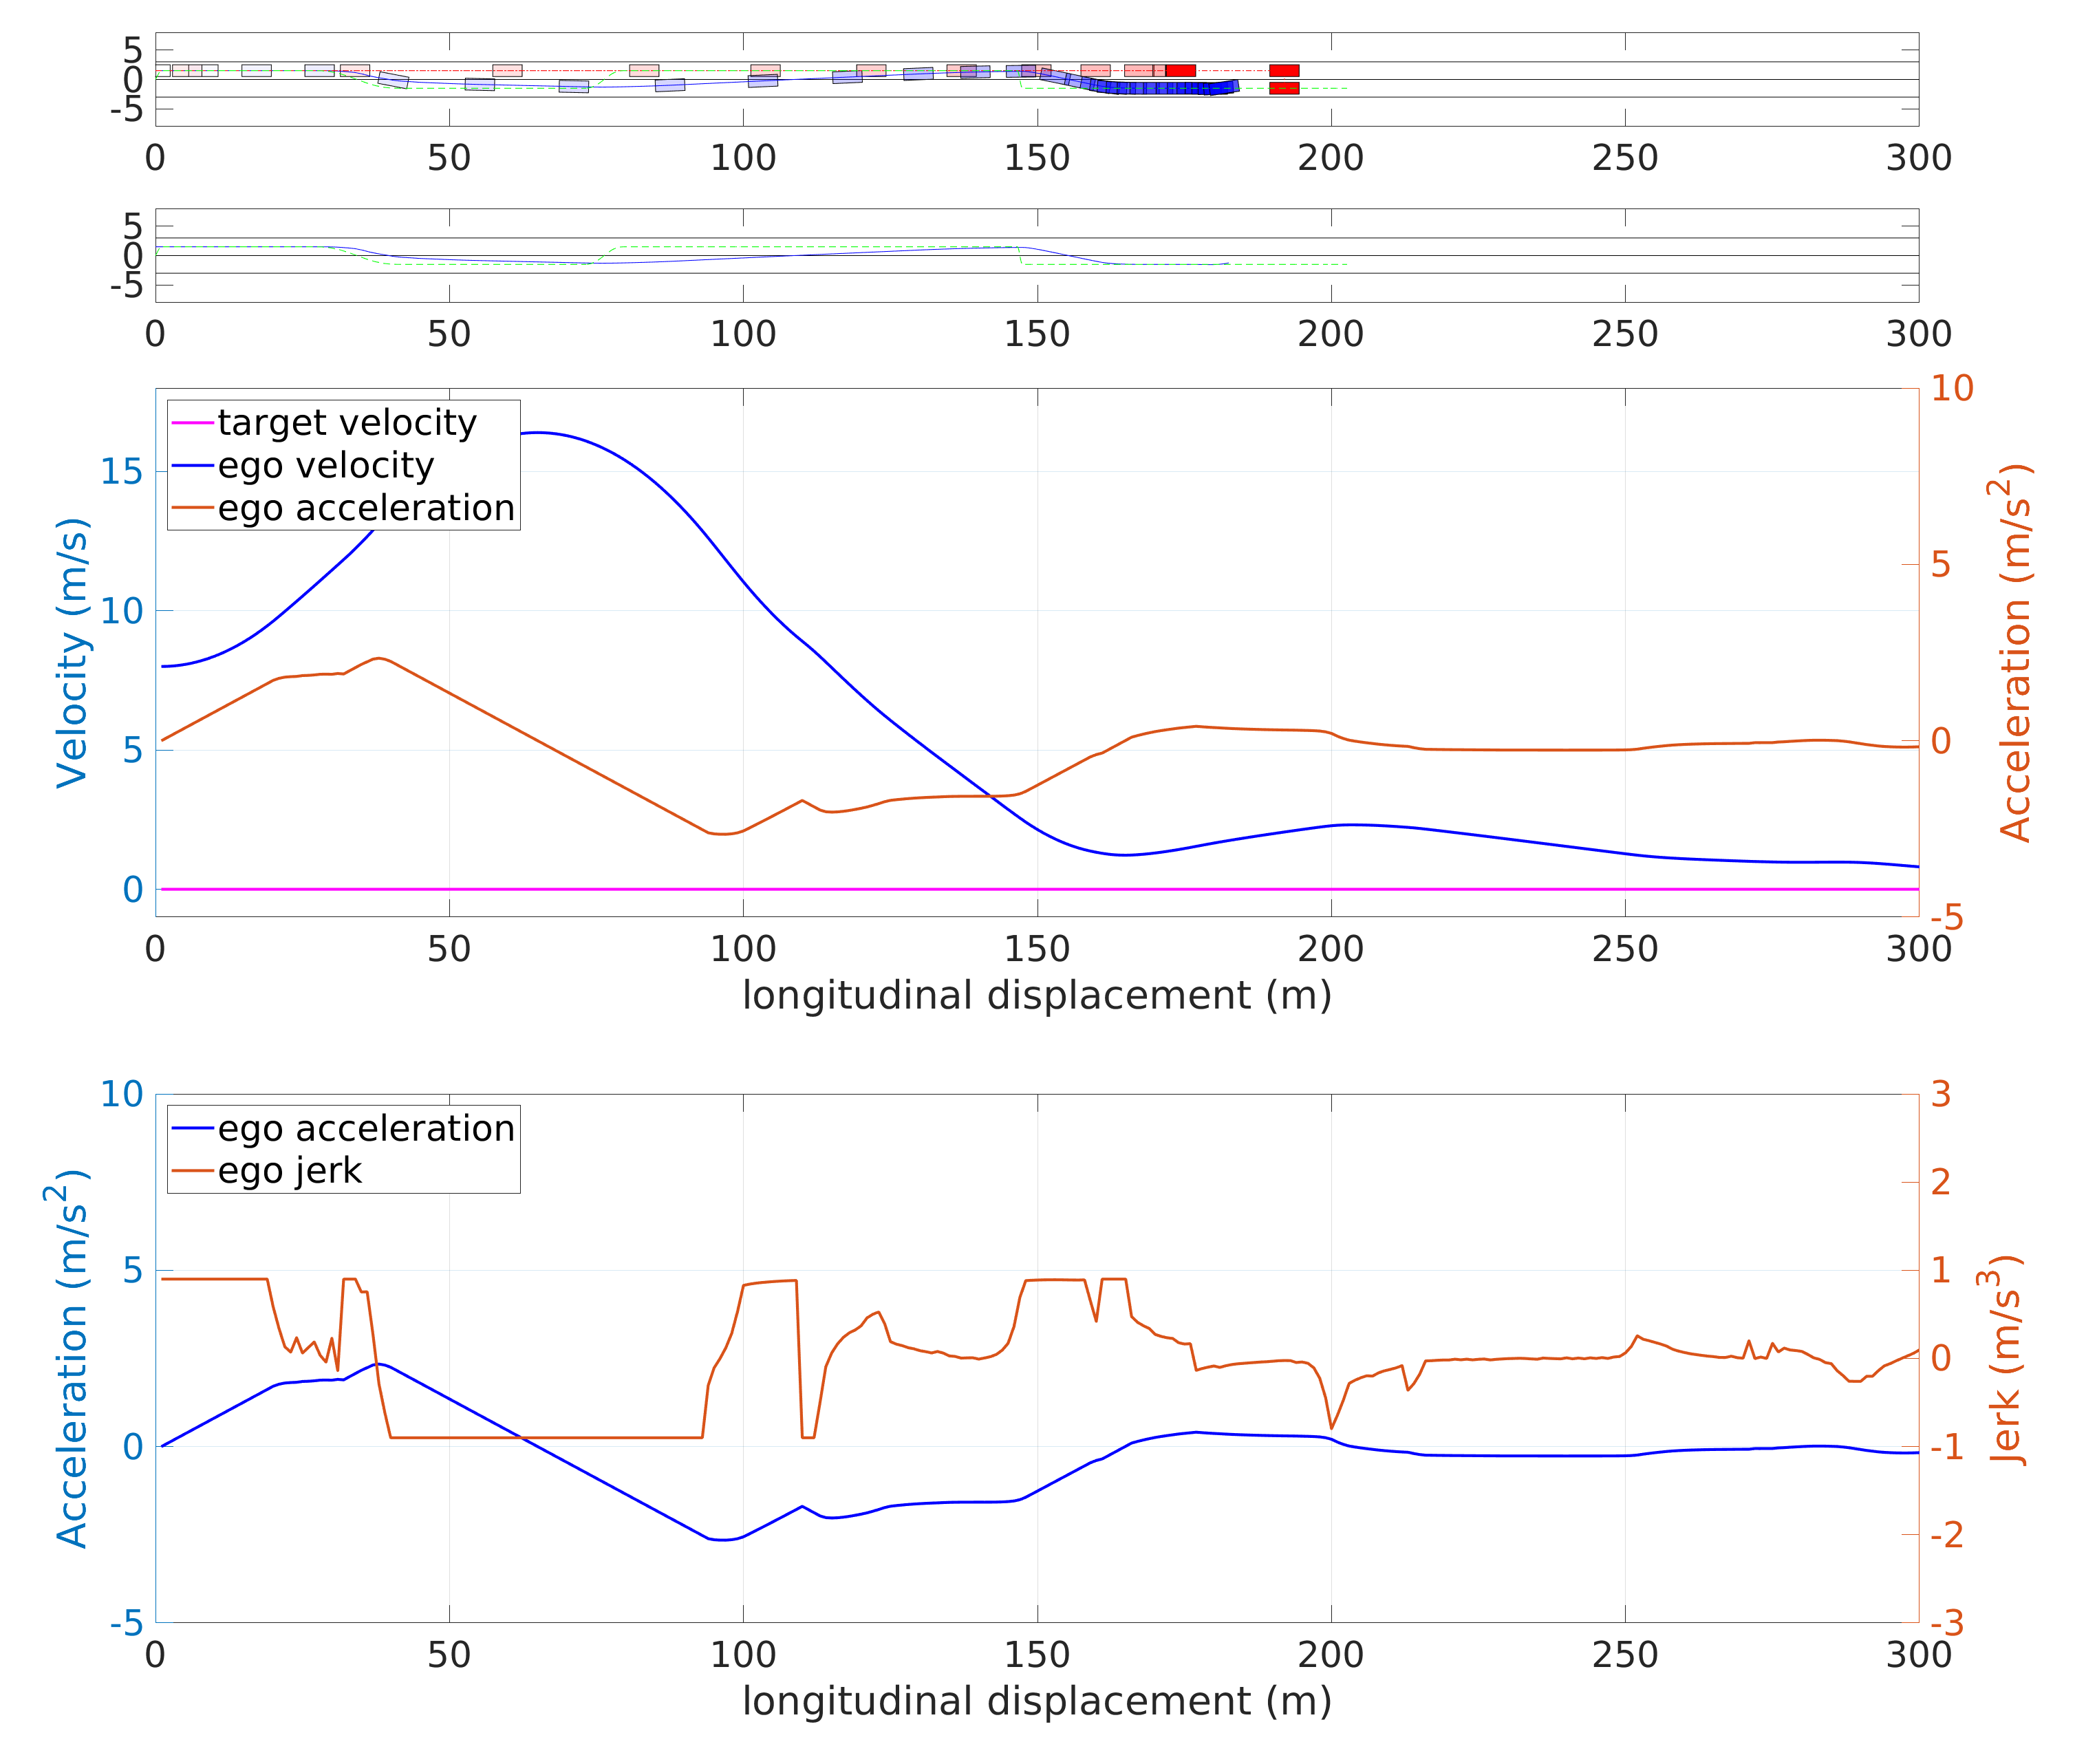 5
0
-5
0 50 100 150 200 250 300
5
0
-5
0 50 100 150 200 250 300
target velocity
ego velocity
ego acceleration
Velocity (m/s)
15
10
5
0
10
5
0
-5
Acceleration (m/s²)
0 50 100 150 200 250 300
longitudinal displacement (m)
ego acceleration
ego jerk
Acceleration (m/s²)
10
5
0
-5
3
2
1
0
-1
-2
-3
Jerk (m/s³)
0 50 100 150 200 250 300
longitudinal displacement (m)